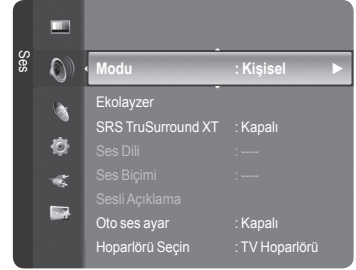 Ses
Modu : Kişisel
Ekolayzer
SRS TruSurround XT : Kapalı
Ses Dili : ----
Ses Biçimi : ----
Sesli Açıklama
Oto ses ayar : Kapalı
Hoparlörü Seçin : TV Hoparlörü